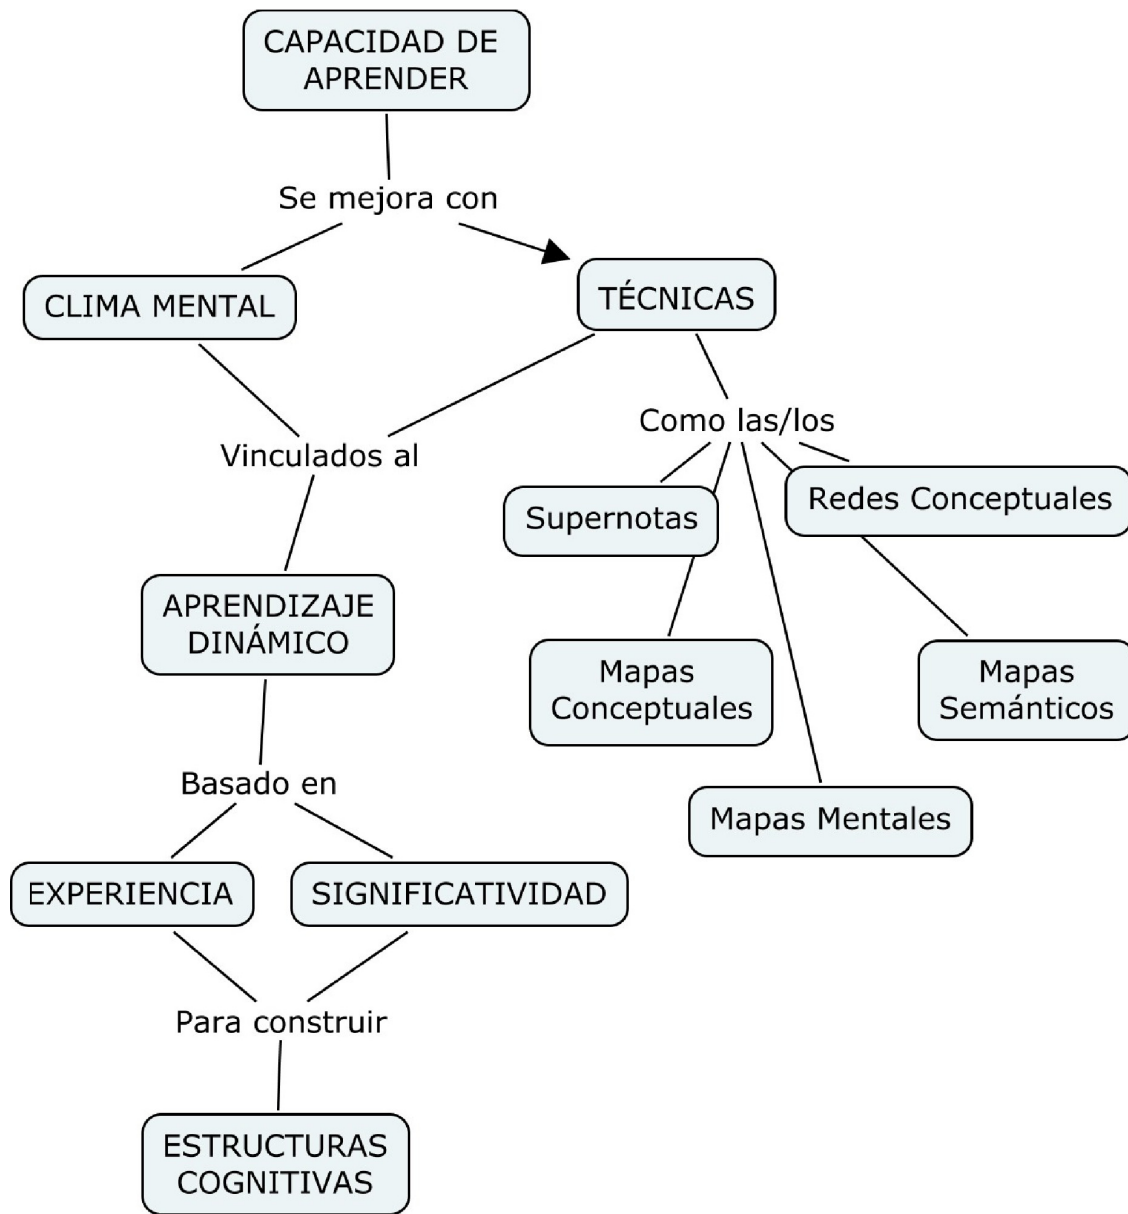 CAPACIDAD DE
APRENDER
Se mejora con
CLIMA MENTAL
TÉCNICAS
Como las/los
Vinculados al
Redes Conceptuales
Supernotas
APRENDIZAJE
DINÁMICO
Mapas
Conceptuales
Mapas
Semánticos
Basado en
Mapas Mentales
EXPERIENCIA
SIGNIFICATIVIDAD
Para construir
ESTRUCTURAS
COGNITIVAS